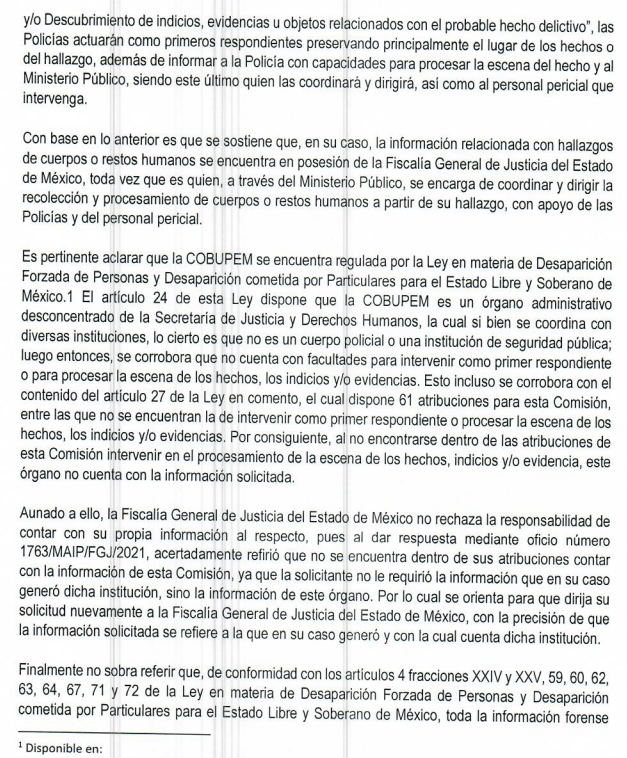 y/o Descubrimiento de indicios, evidencias u objetos relacionados con el probable hecho delictivo", las
Policías actuarán como primeros respondientes preservando principalmente el lugar de los hechos o
del hallazgo, además de informar a la Policía con capacidades para procesar la escena del hecho y al
Ministerio Público, siendo este último quien las coordinará y dirigirá, así como al personal pericial que
intervenga.
Con base en lo anterior es que se sostiene que, en su caso, la información relacionada con hallazgos
de cuerpos o restos humanos se encuentra en posesión de la Fiscalía General de Justicia del Estado
de México, toda vez que es quien, a través del Ministerio Público, se encarga de coordinar y dirigir la
recolección y procesamiento de cuerpos o restos humanos a partir de su hallazgo, con apoyo de las
Policías y del personal pericial.
Es pertinente aclarar que la COBUPEM se encuentra regulada por la Ley en materia de Desaparición
Forzada de Personas y Desaparición cometida por Particulares para el Estado Libre y Soberano de
México.1 El artículo 24 de esta Ley dispone que la COBUPEM es un órgano administrativo
desconcentrado de la Secretaría de Justicia y Derechos Humanos, la cual si bien se coordina con
diversas instituciones, lo cierto es que no es un cuerpo policial o una institución de seguridad pública;
luego entonces, se corrobora que no cuenta con facultades para intervenir como primer respondiente
o para procesar la escena de los hechos, los indicios y/o evidencias. Esto incluso se corrobora con el
contenido del artículo 27 de la Ley en comento, el cual dispone 61 atribuciones para esta Comisión,
entre las que no se encuentran la de intervenir como primer respondiente o procesar la escena de los
hechos, los indicios y/o evidencias. Por consiguiente, al no encontrarse dentro de las atribuciones de
esta Comisión intervenir en el procesamiento de la escena de los hechos, indicios y/o evidencia, este
órgano no cuenta con la información solicitada.
Aunado a ello, la Fiscalía General de Justicia del Estado de México no rechaza la responsabilidad de
contar con su propia información al respecto, pues al dar respuesta mediante oficio número
1763/MAIP/FGJ/2021, acertadamente refirió que no se encuentra dentro de sus atribuciones contar
con la información de esta Comisión, ya que la solicitante no le requirió la información que en su caso
generó dicha institución, sino la información de este órgano. Por lo cual se orienta para que dirija su
solicitud nuevamente a la Fiscalía General de Justicia del Estado de México, con la precisión de que
la información solicitada se refiere a la que en su caso generó y con la cual cuenta dicha institución.
Finalmente no sobra referir que, de conformidad con los artículos 4 fracciones XXIV y XXV, 59, 60, 62,
63, 64, 67, 71 y 72 de la Ley en materia de Desaparición Forzada de Personas y Desaparición
cometida por Particulares para el Estado Libre y Soberano de México, toda la información forense
¹ Disponible en: